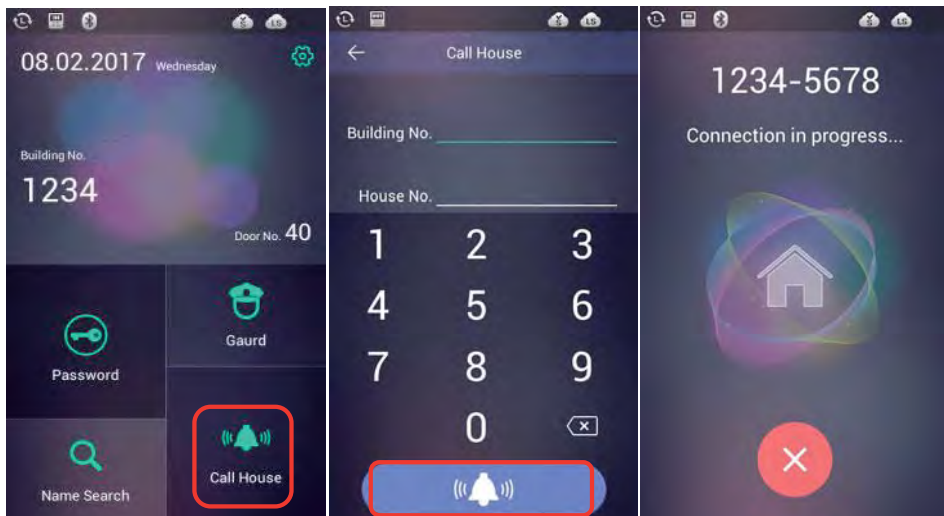 08.02.2017 Wednesday
Building No.
1234
Door No. 40
Password
Gaurd
Name Search
Call House
Call House
Building No.
House No.
1 2 3
4 5 6
7 8 9
0
1234-5678
Connection in progress...